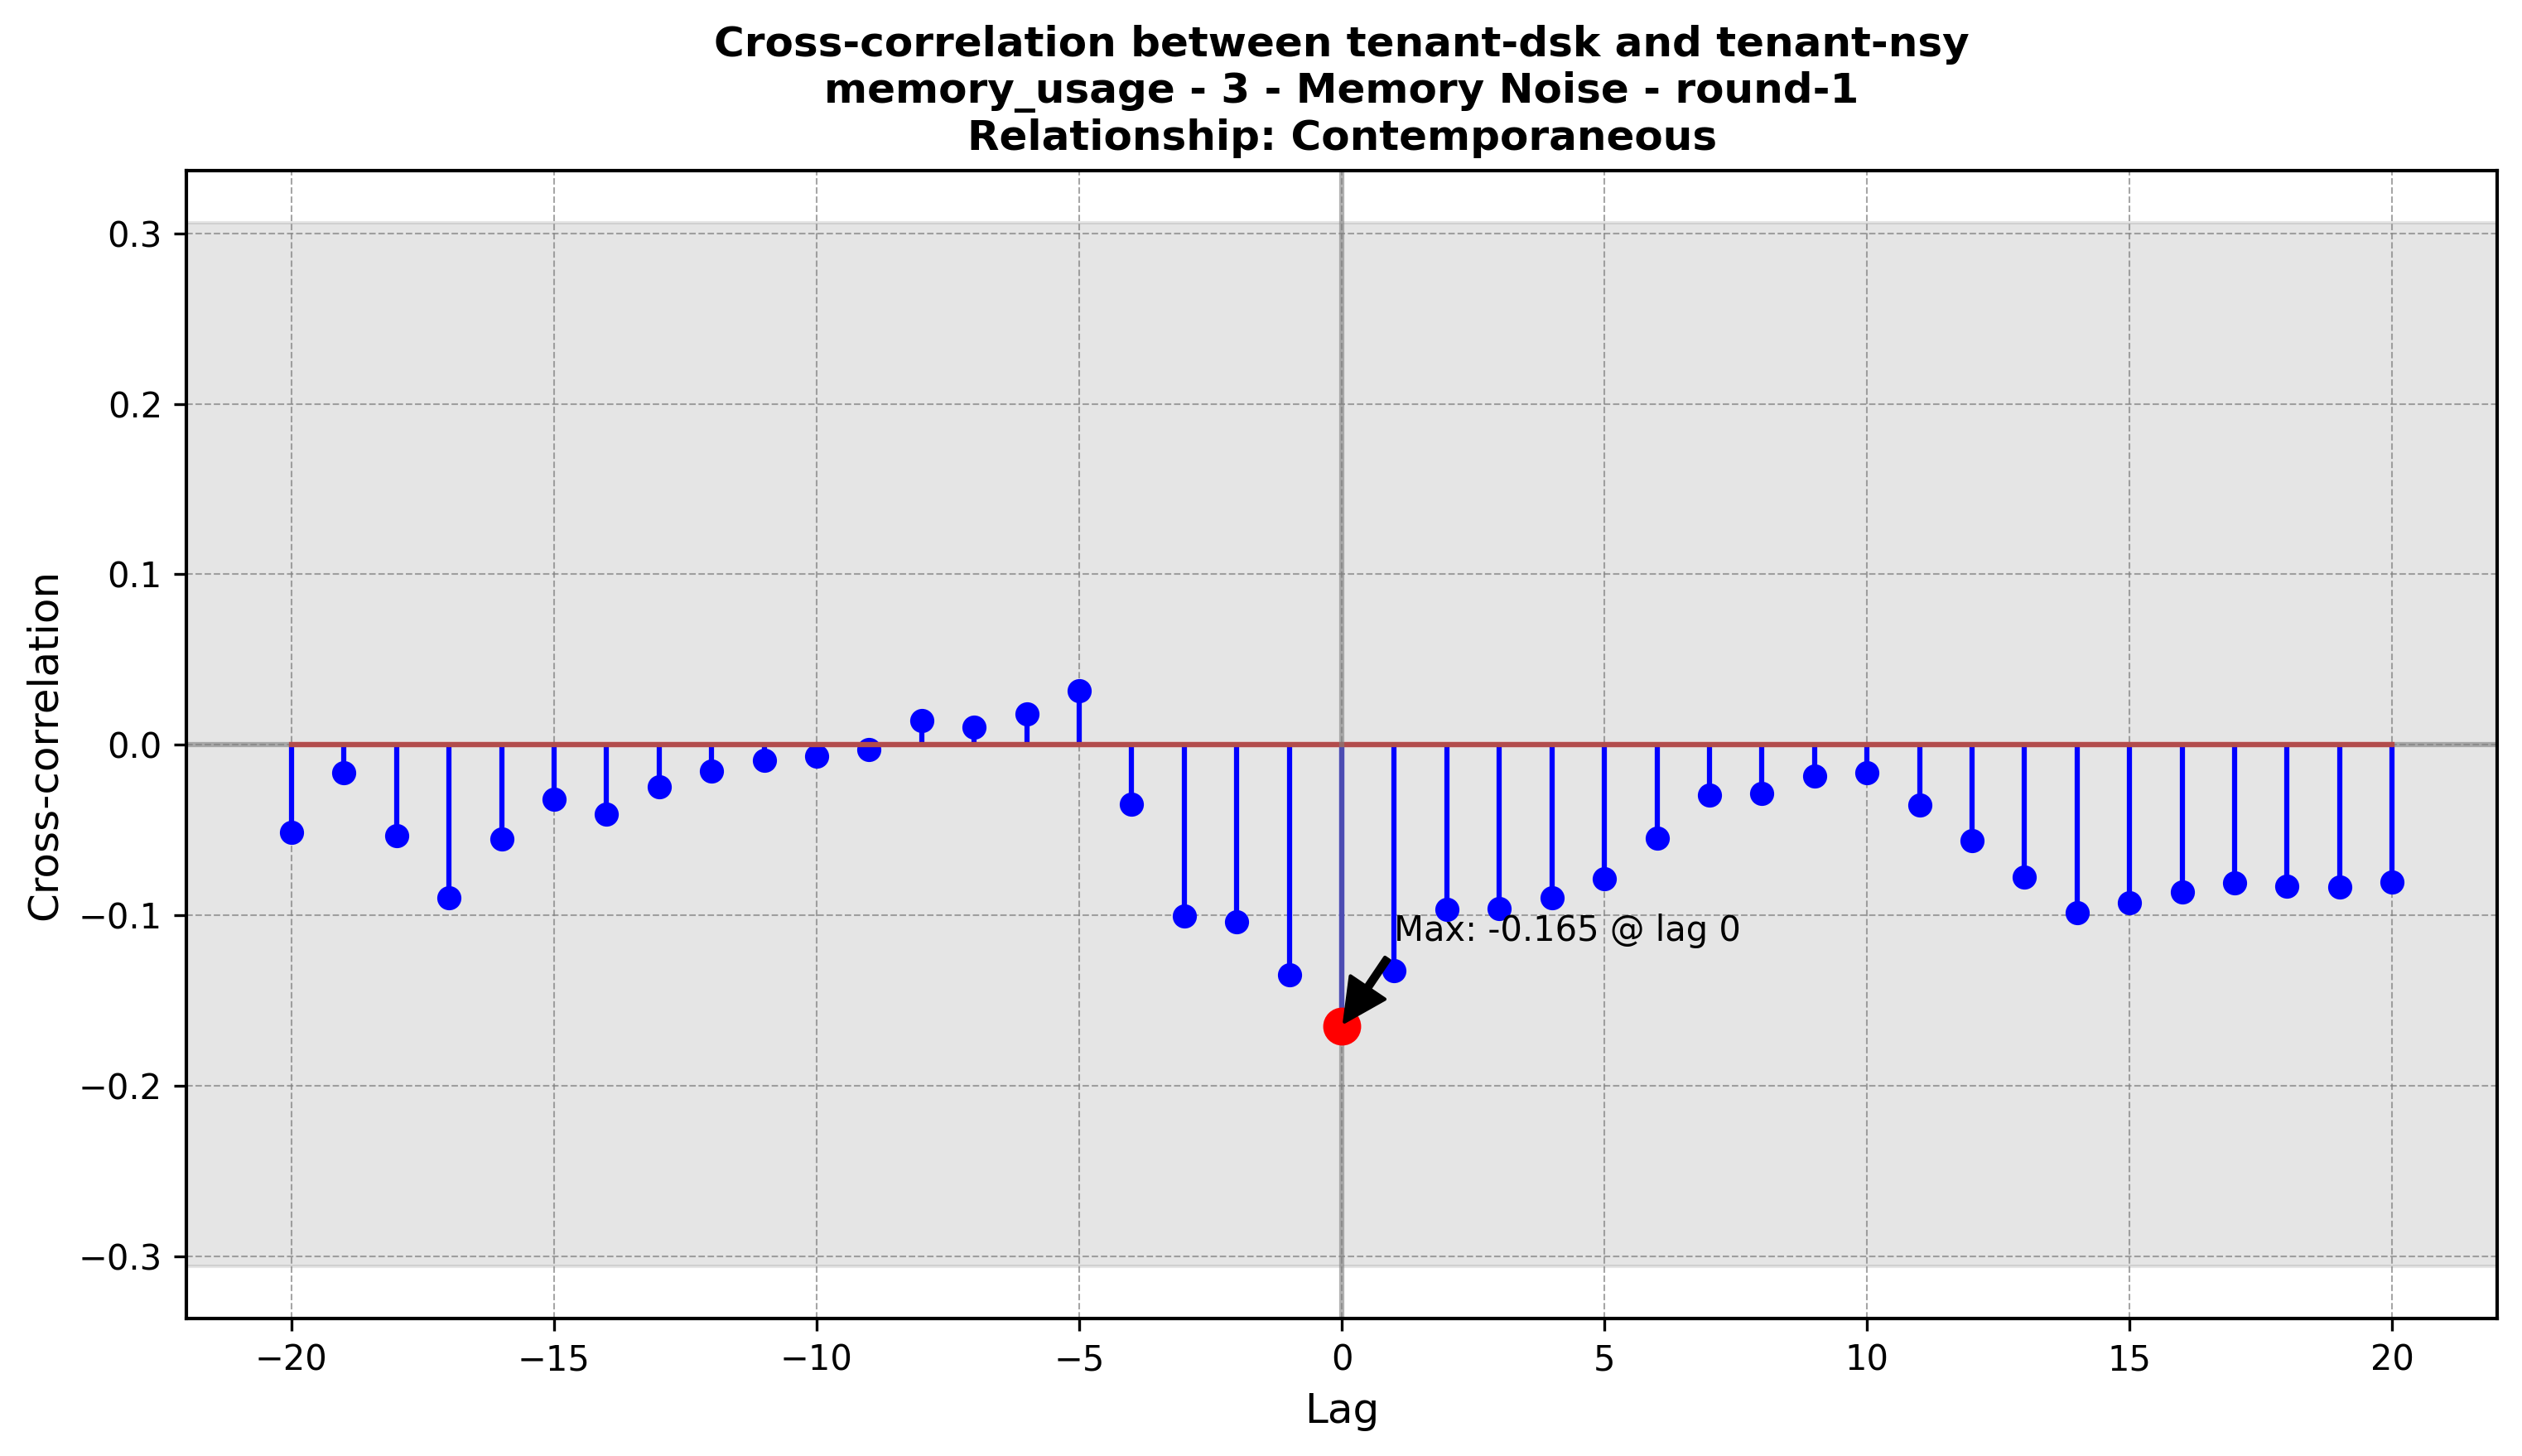 Cross-correlation between tenant-dsk and tenant-nsy
memory_usage - 3 - Memory Noise - round-1
Relationship: Contemporaneous
Cross-correlation
0.3
0.2
0.1
0.0
−0.1
−0.2
−0.3
Max: -0.165 @ lag 0
−20
−15
−10
−5
0
5
10
15
20
Lag